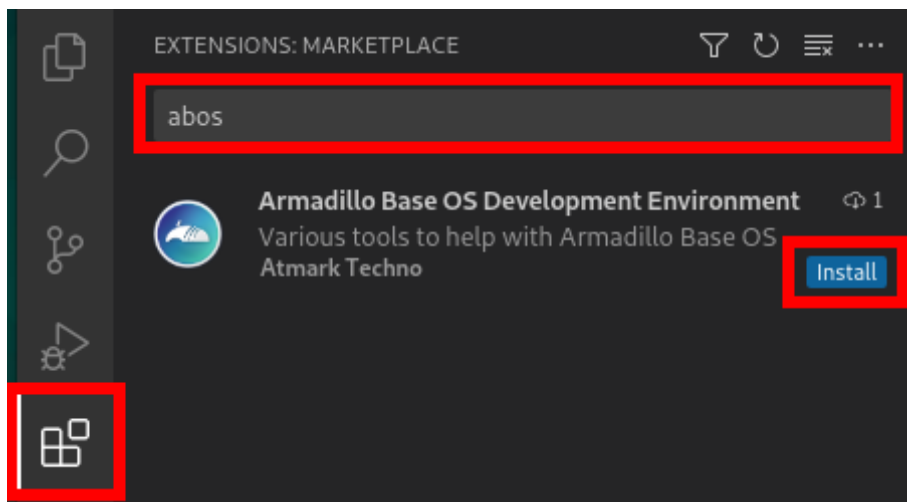 EXTENSIONS: MARKETPLACE
abos
Armadillo Base OS Development Environment 1
Various tools to help with Armadillo Base OS
Atmark Techno
Install